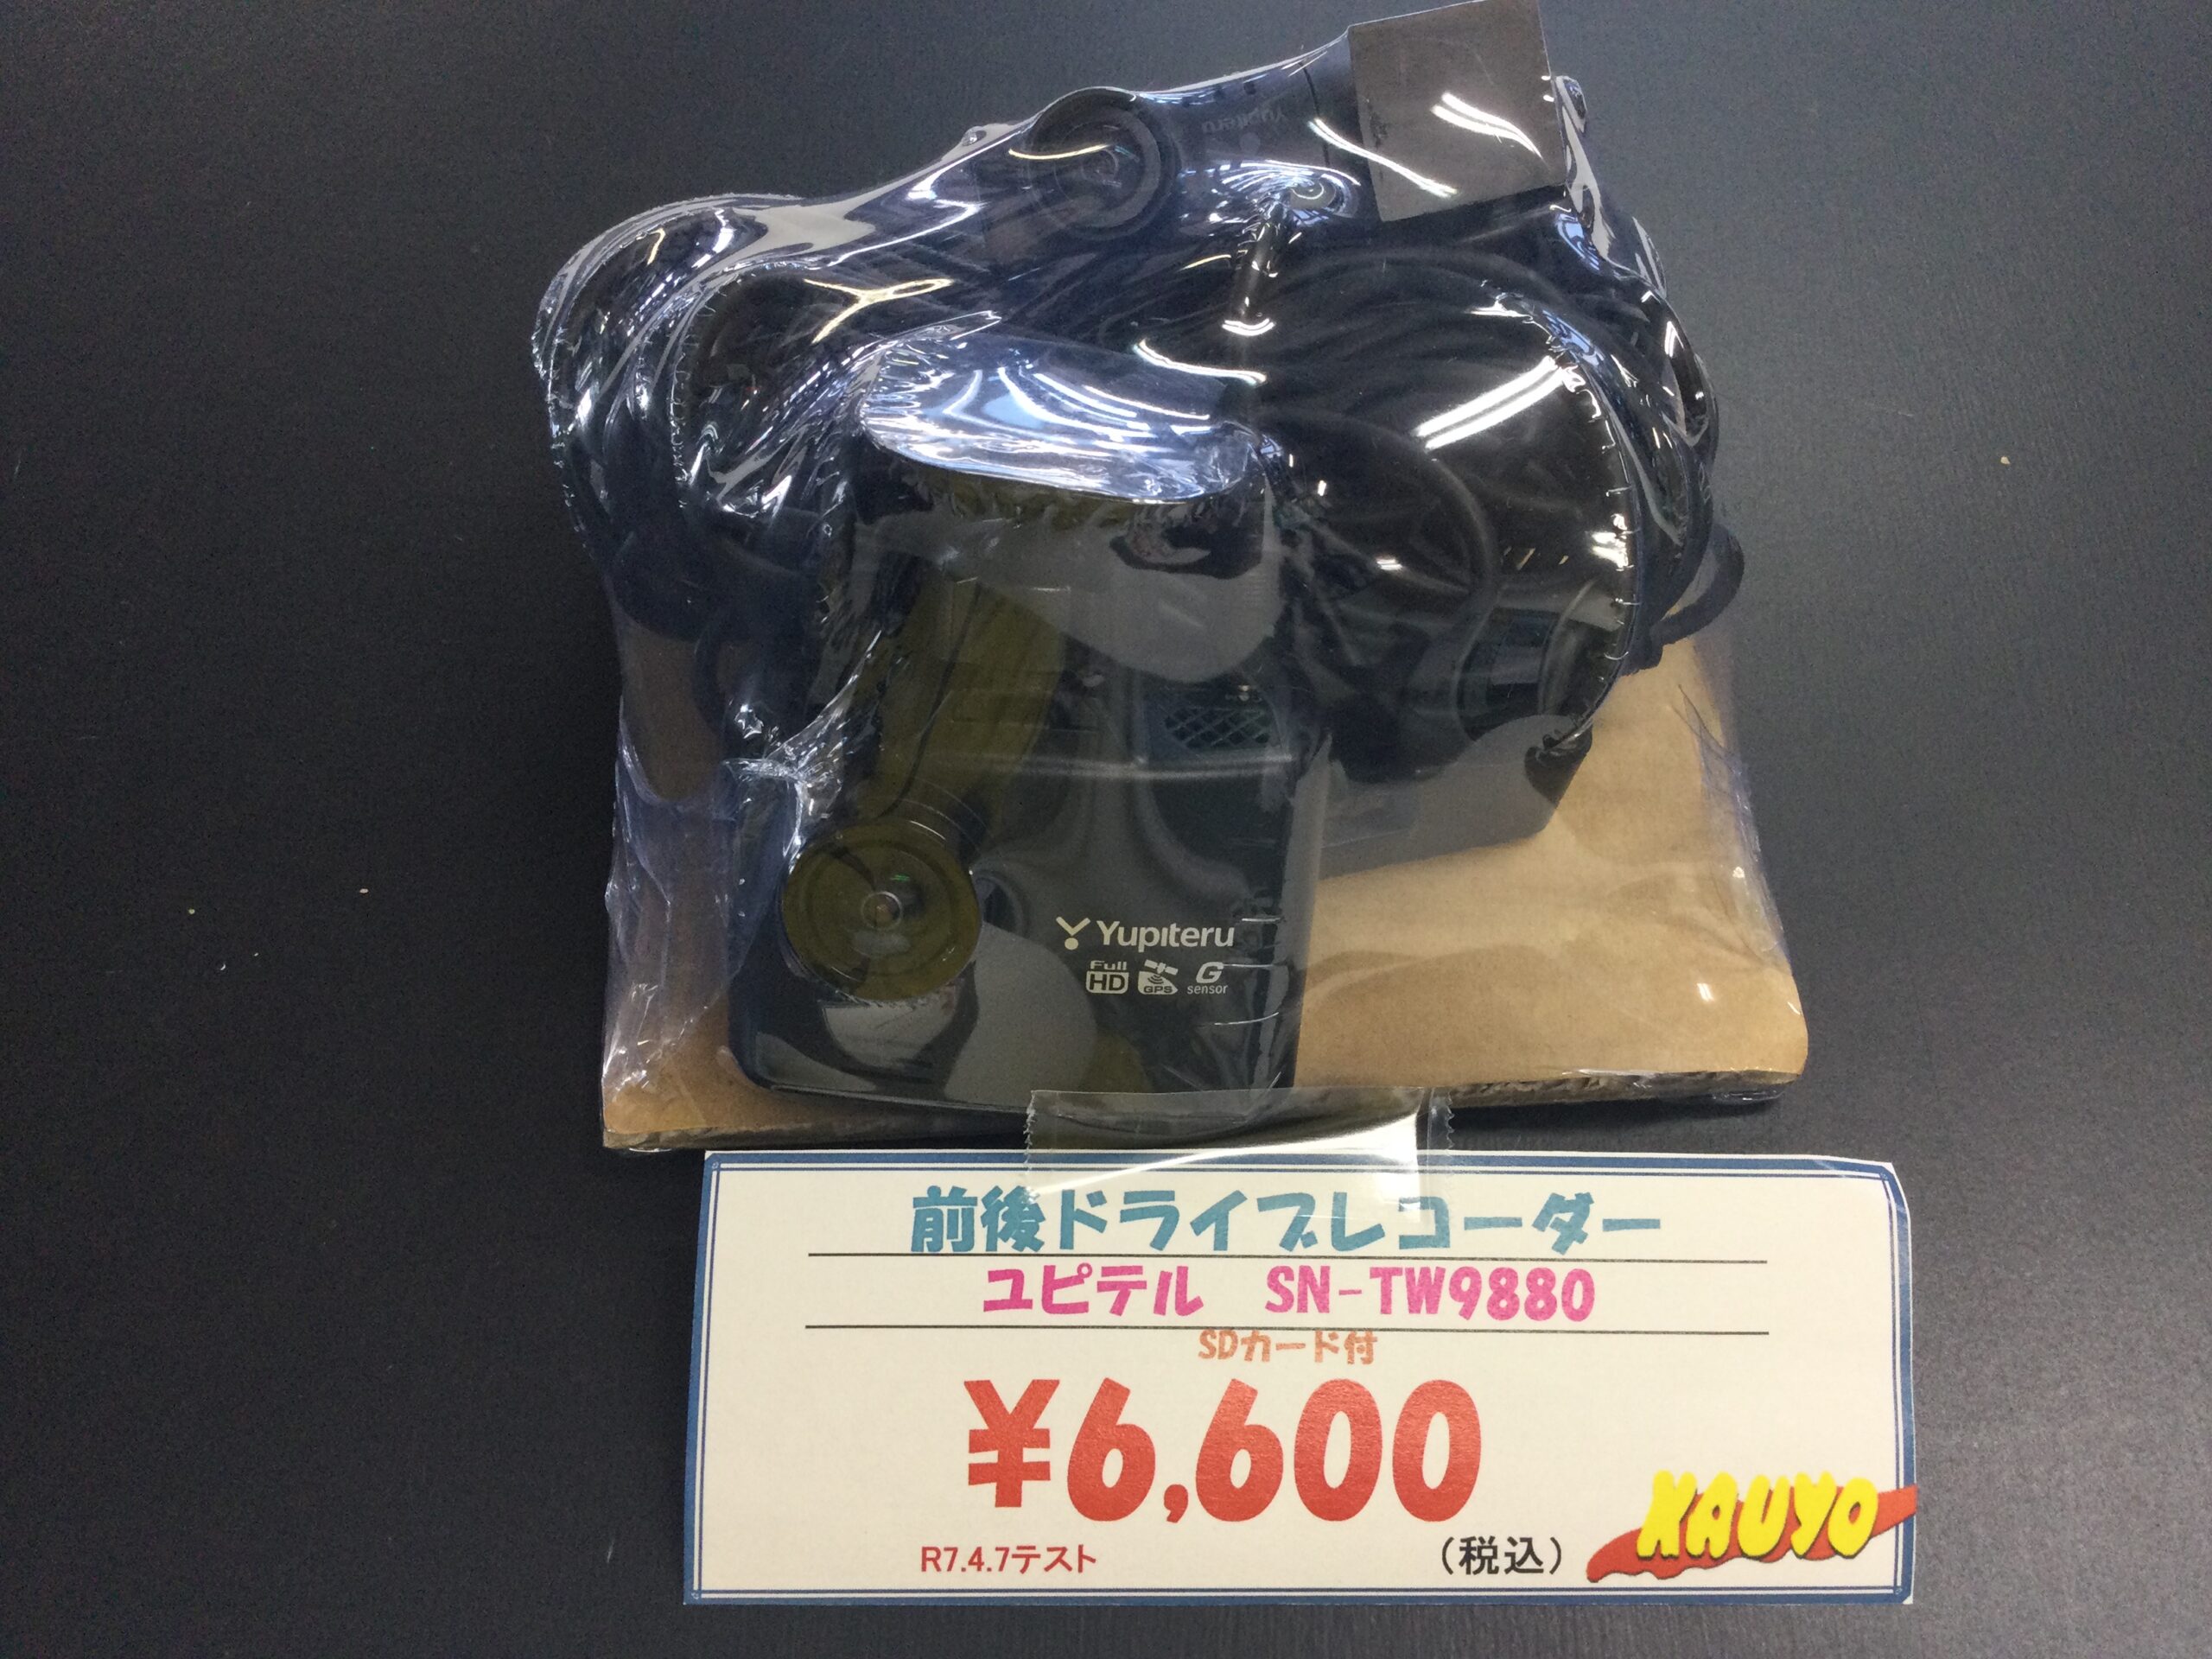 Yupiteru
Yupiteru
Full HD GPS G sensor
前後ドライブレコーダー
ユピテル SN-TW9880
SDカード付
¥6,600
R7.4.7テスト (税込)
KAUYO